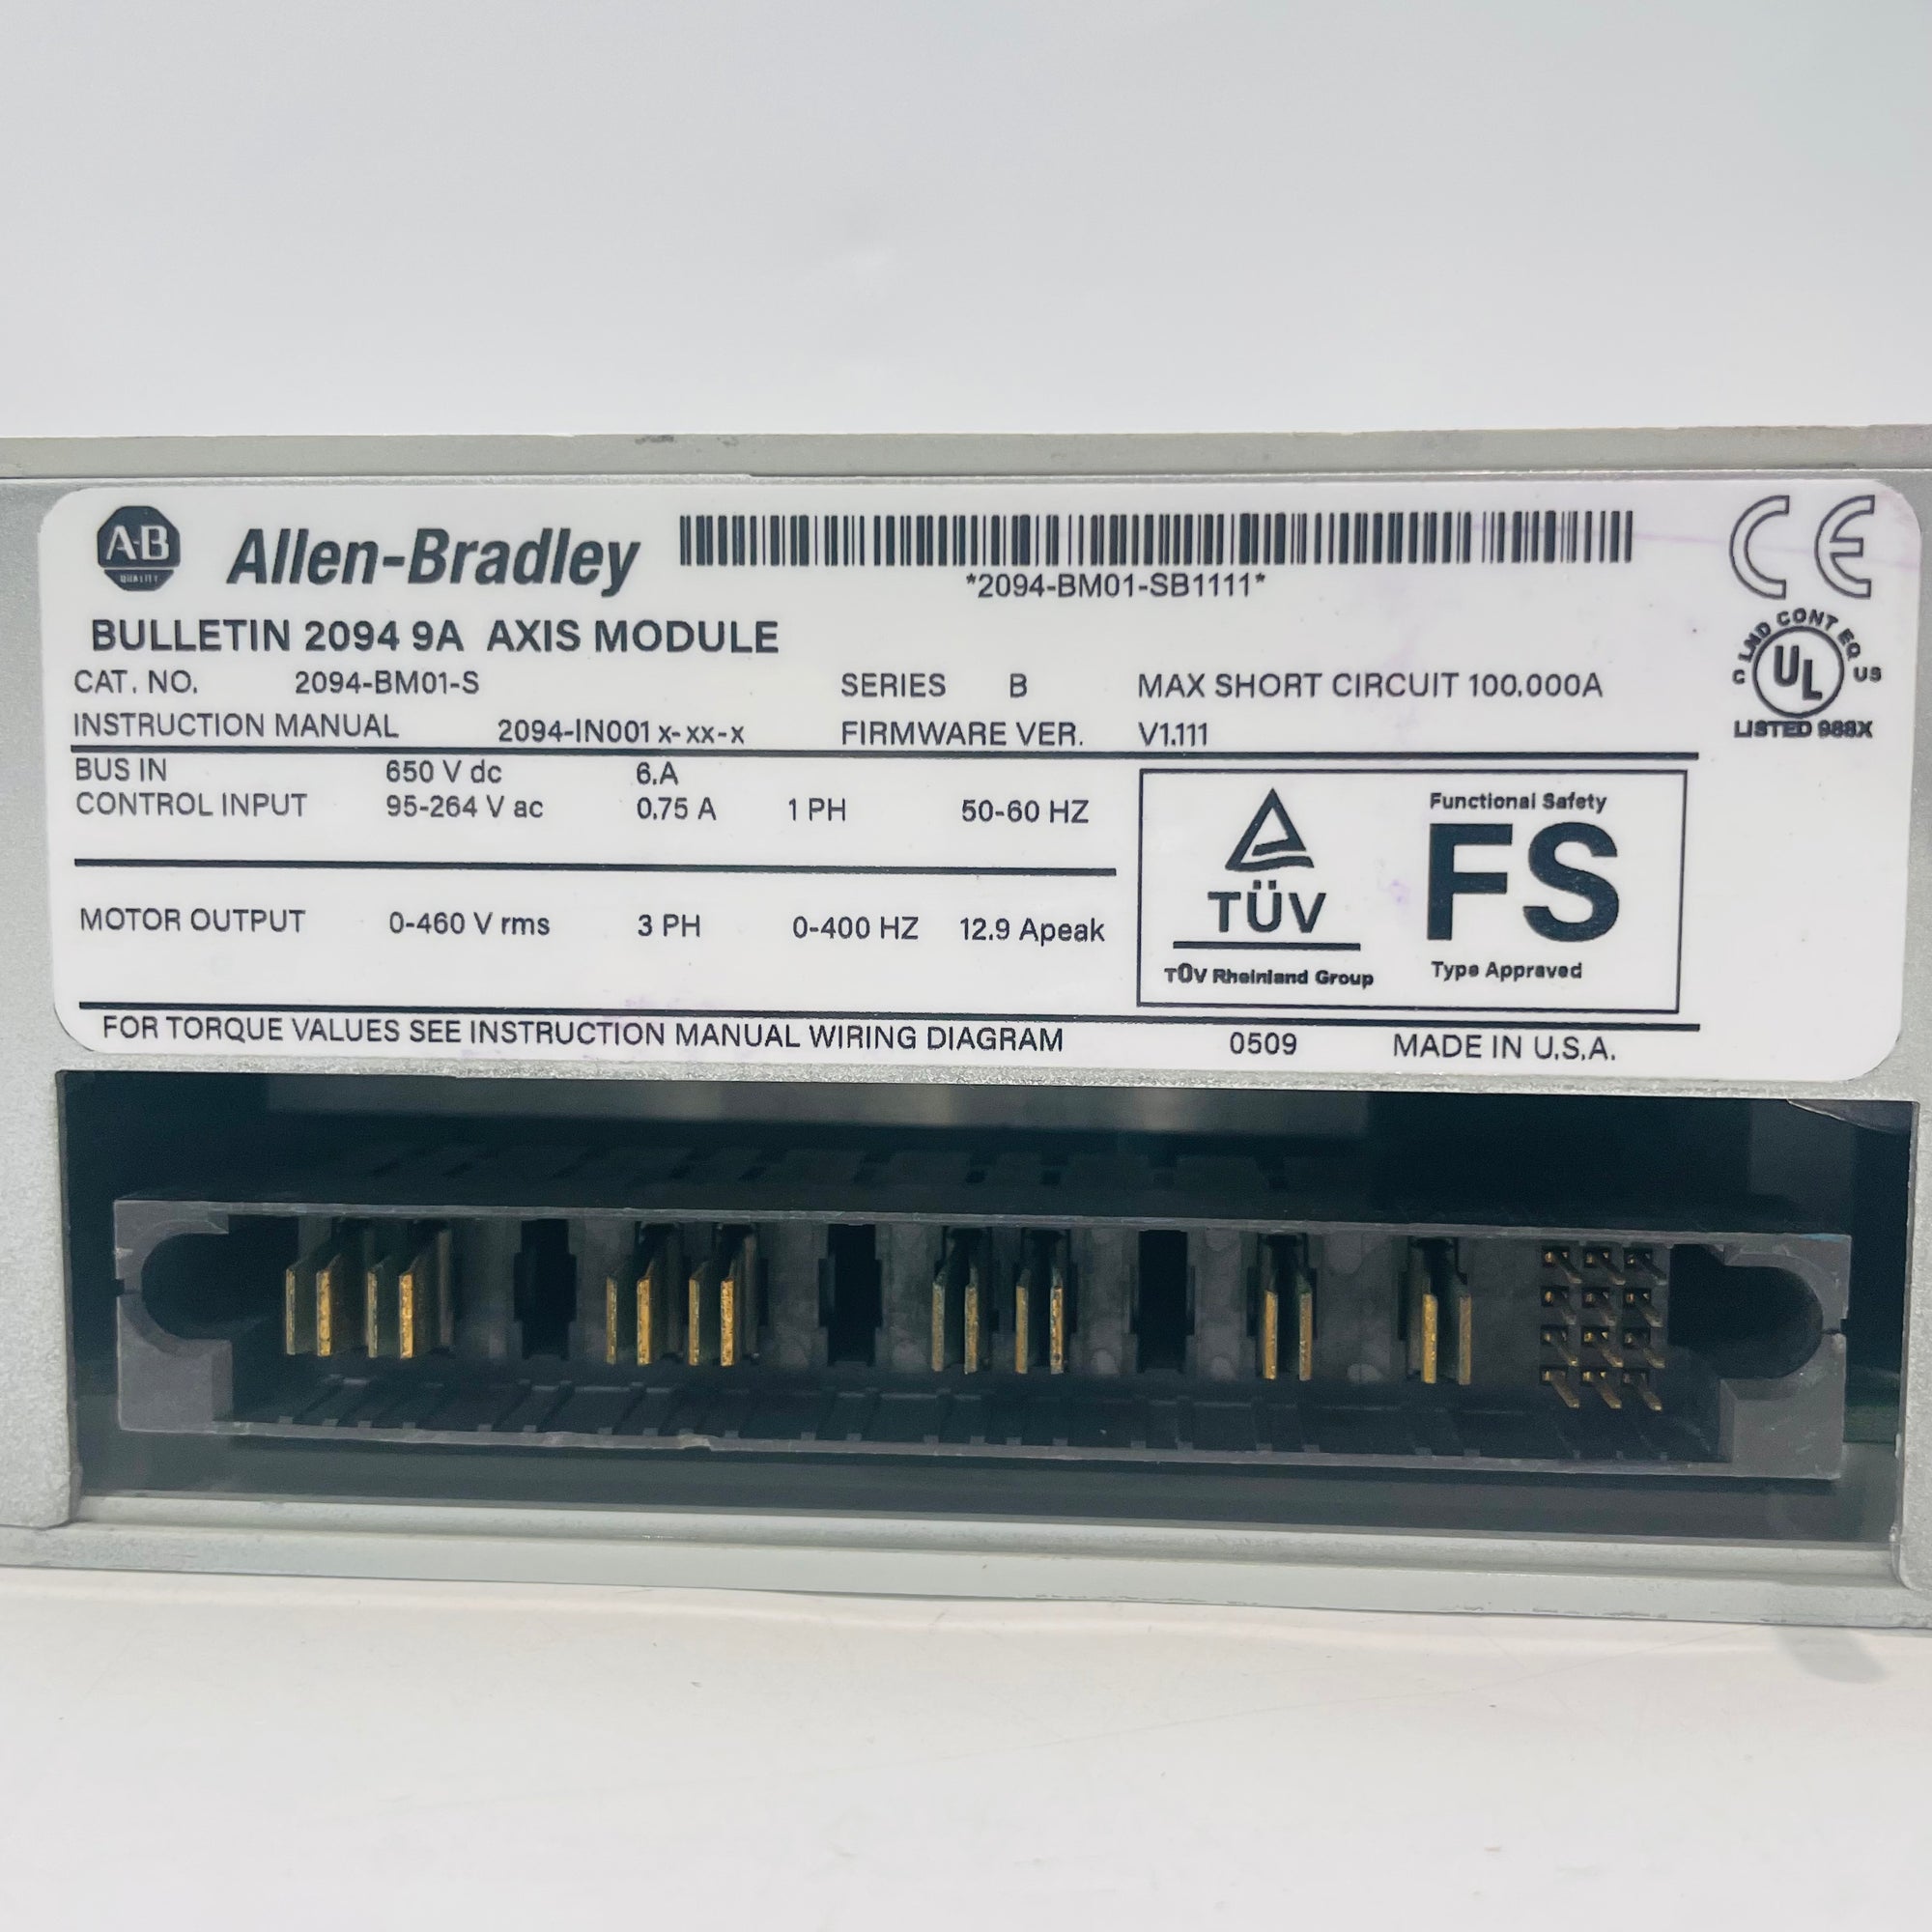 A-B
QUALITY
Allen-Bradley
*2094-BM01-SB1111*
CE
BULLETIN 2094 9A AXIS MODULE
CAT. NO. 2094-BM01-S SERIES B MAX SHORT CIRCUIT 100.000A
INSTRUCTION MANUAL 2094-IN001x-xx-x FIRMWARE VER. V1.111
C UL US
LND CONT EQ
LISTED 988X
BUS IN 650 V dc 6.A
CONTROL INPUT 95-264 V ac 0.75 A 1 PH 50-60 HZ
MOTOR OUTPUT 0-460 V rms 3 PH 0-400 HZ 12.9 Apeak
TÜV
TÜV Rheinland Group
Functional Safety
FS
Type Approved
FOR TORQUE VALUES SEE INSTRUCTION MANUAL WIRING DIAGRAM 0509 MADE IN U.S.A.